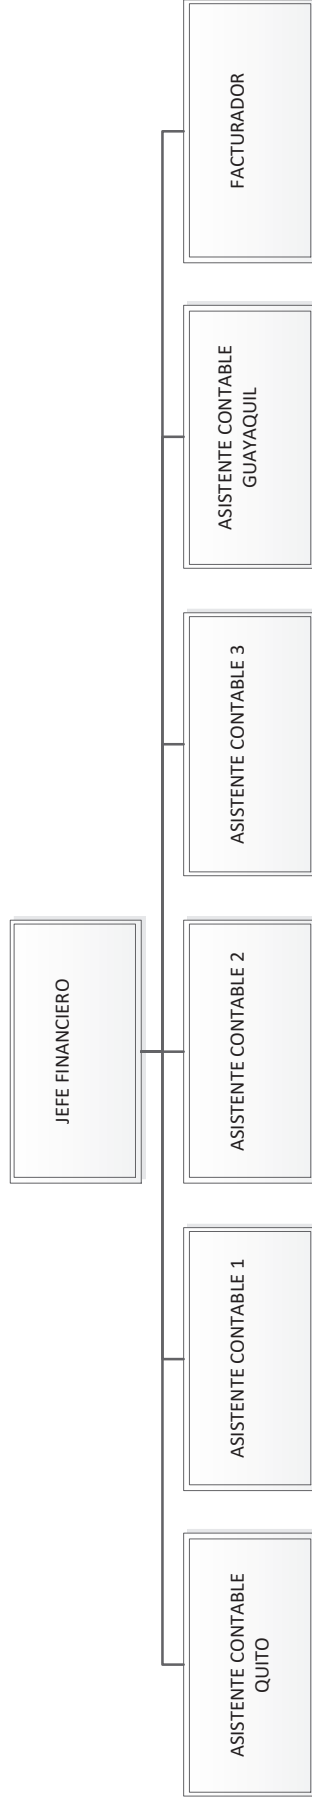 JEFE FINANCIERO
ASISTENTE CONTABLE
QUITO
ASISTENTE CONTABLE 1
ASISTENTE CONTABLE 2
ASISTENTE CONTABLE 3
ASISTENTE CONTABLE
GUAYAQUIL
FACTURADOR